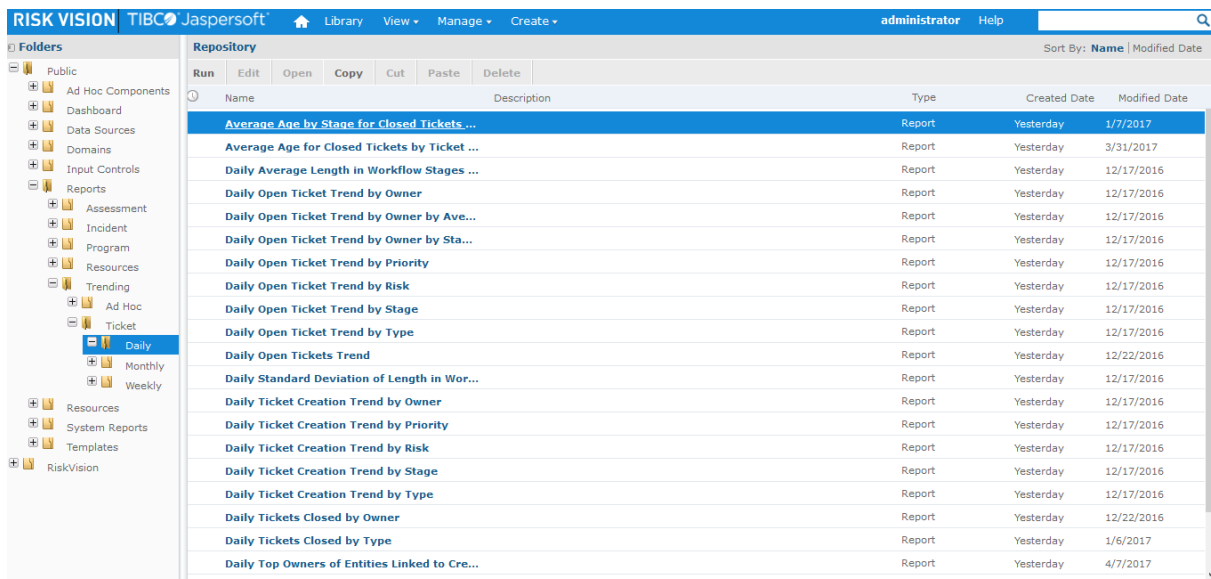 RISK VISION TIBCO Jaspersoft Library View Manage Create administrator Help
Folders
Public
Ad Hoc Components
Dashboard
Data Sources
Domains
Input Controls
Reports
Assessment
Incident
Program
Resources
Trending
Ad Hoc
Ticket
Daily
Monthly
Weekly
Resources
System Reports
Templates
RiskVision
Repository Sort By: Name | Modified Date
Run Edit Open Copy Cut Paste Delete
Name Description Type Created Date Modified Date
Average Age by Stage for Closed Tickets ... Report Yesterday 1/7/2017
Average Age for Closed Tickets by Ticket ... Report Yesterday 3/31/2017
Daily Average Length in Workflow Stages ... Report Yesterday 12/17/2016
Daily Open Ticket Trend by Owner Report Yesterday 12/17/2016
Daily Open Ticket Trend by Owner by Ave... Report Yesterday 12/17/2016
Daily Open Ticket Trend by Owner by Sta... Report Yesterday 12/17/2016
Daily Open Ticket Trend by Priority Report Yesterday 12/17/2016
Daily Open Ticket Trend by Risk Report Yesterday 12/17/2016
Daily Open Ticket Trend by Stage Report Yesterday 12/17/2016
Daily Open Ticket Trend by Type Report Yesterday 12/17/2016
Daily Open Tickets Trend Report Yesterday 12/22/2016
Daily Standard Deviation of Length in Wor... Report Yesterday 12/17/2016
Daily Ticket Creation Trend by Owner Report Yesterday 12/17/2016
Daily Ticket Creation Trend by Priority Report Yesterday 12/17/2016
Daily Ticket Creation Trend by Risk Report Yesterday 12/17/2016
Daily Ticket Creation Trend by Stage Report Yesterday 12/17/2016
Daily Ticket Creation Trend by Type Report Yesterday 12/17/2016
Daily Tickets Closed by Owner Report Yesterday 12/22/2016
Daily Tickets Closed by Type Report Yesterday 1/6/2017
Daily Top Owners of Entities Linked to Cre... Report Yesterday 4/7/2017